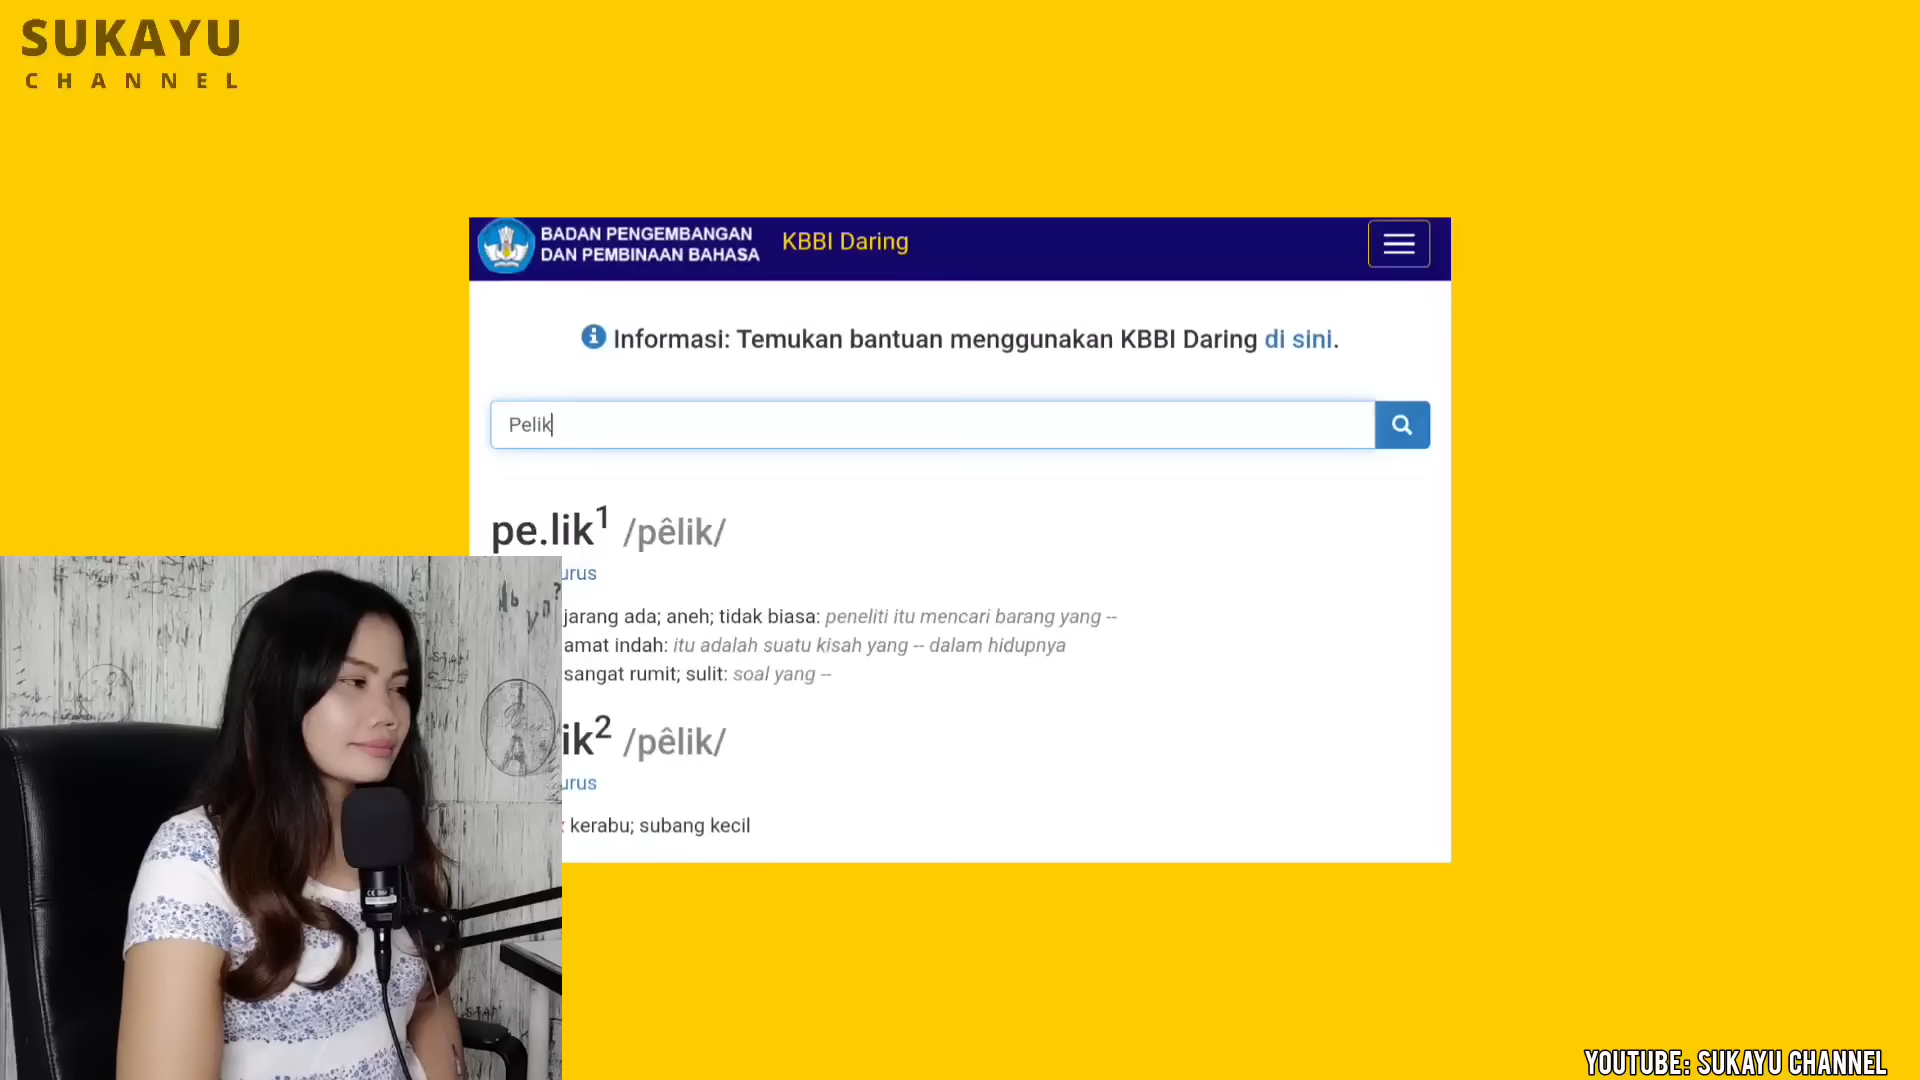 SUKAYU
CHANNEL
BADAN PENGEMBANGAN
DAN PEMBINAAN BAHASA
KBBI Daring
Informasi: Temukan bantuan menggunakan KBBI Daring di sini.
Pelik
pe.lik1 /pêlik/
jarang ada; aneh; tidak biasa: peneliti itu mencari barang yang --
amat indah: itu adalah suatu kisah yang -- dalam hidupnya
sangat rumit; sulit: soal yang --
ik2 /pêlik/
kerabu; subang kecil
YOUTUBE: SUKAYU CHANNEL